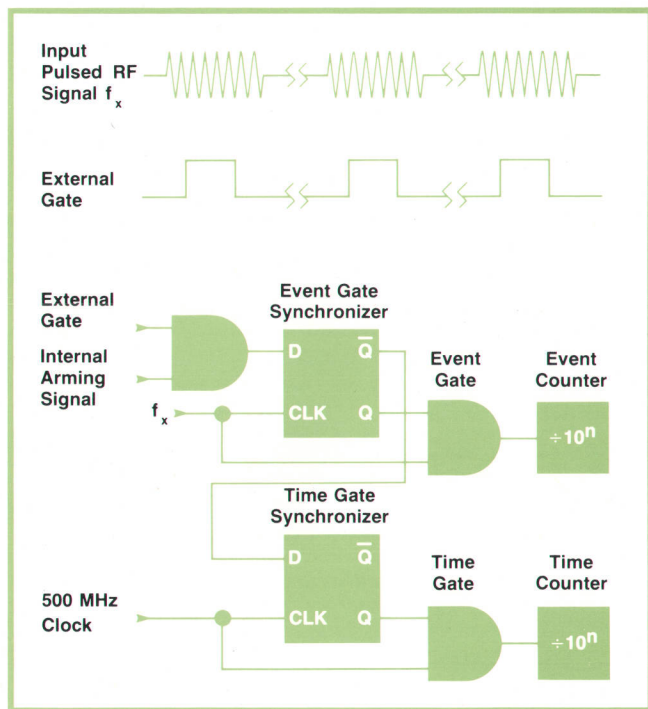 Input
Pulsed RF
Signal fx
External
Gate
External
Gate
Internal
Arming
Signal
fx
Event Gate
Synchronizer
D
Q̅
CLK
Q
Event
Gate
Event
Counter
÷10ⁿ
Time Gate
Synchronizer
D
Q̅
CLK
Q
500 MHz
Clock
Time
Gate
Time
Counter
÷10ⁿ